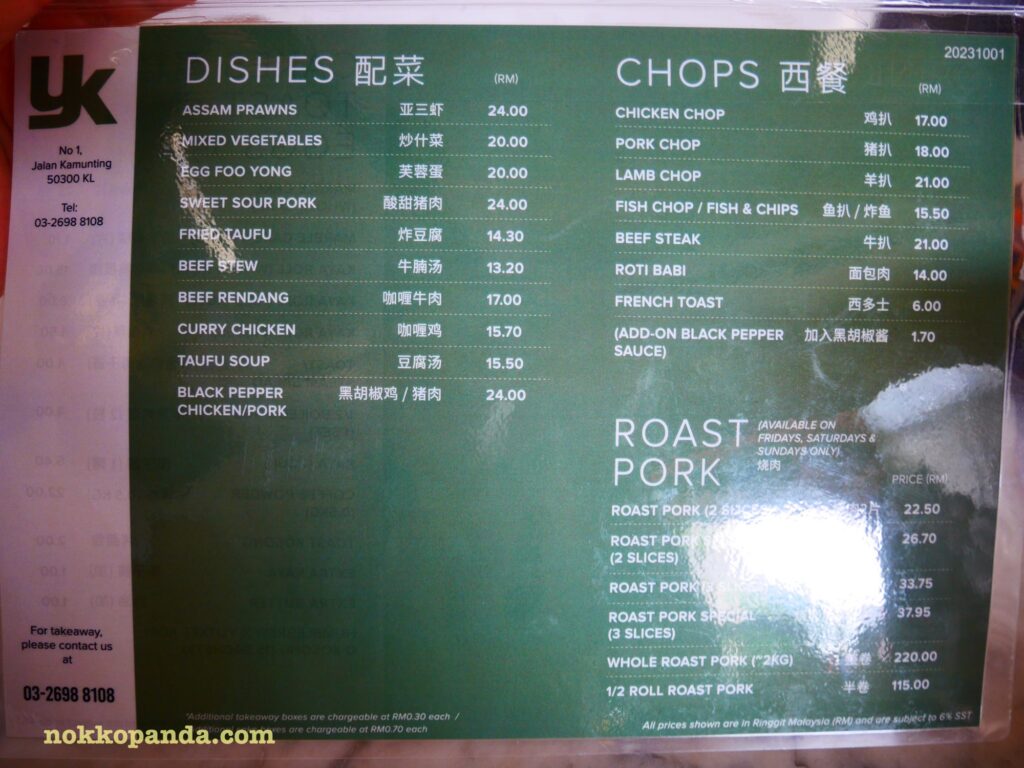 yk
No 1,
Jalan Kamunting
50300 KL
Tel:
03-2698 8108
For takeaway,
please contact us
at
03-2698 8108
DISHES 配菜 (RM)
ASSAM PRAWNS 亚三虾 24.00
MIXED VEGETABLES 炒什菜 20.00
EGG FOO YONG 芙蓉蛋 20.00
SWEET SOUR PORK 酸甜猪肉 24.00
FRIED TAUFU 炸豆腐 14.30
BEEF STEW 牛腩汤 13.20
BEEF RENDANG 咖喱牛肉 17.00
CURRY CHICKEN 咖喱鸡 15.70
TAUFU SOUP 豆腐汤 15.50
BLACK PEPPER 黑胡椒鸡 / 猪肉 24.00
CHICKEN/PORK
*Additional takeaway boxes are chargeable at RM0.30 each /
boxes are chargeable at RM0.70 each
20231001
CHOPS 西餐 (RM)
CHICKEN CHOP 鸡扒 17.00
PORK CHOP 猪扒 18.00
LAMB CHOP 羊扒 21.00
FISH CHOP / FISH & CHIPS 鱼扒 / 炸鱼 15.50
BEEF STEAK 牛扒 21.00
ROTI BABI 面包肉 14.00
FRENCH TOAST 西多士 6.00
(ADD-ON BLACK PEPPER 加入黑胡椒酱 1.70
SAUCE)
ROAST
PORK
(AVAILABLE ON
FRIDAYS, SATURDAYS &
SUNDAYS ONLY)
烧肉
PRICE (RM)
ROAST PORK (2 SLICES 2片 22.50
ROAST PORK 26.70
(2 SLICES)
ROAST PORK 33.75
ROAST PORK SPECIAL 37.95
(3 SLICES)
WHOLE ROAST PORK (~2KG) 卷 220.00
1/2 ROLL ROAST PORK 半卷 115.00
All prices shown are in Ringgit Malaysia (RM) and are subject to 6% SST
nokkopanda.com